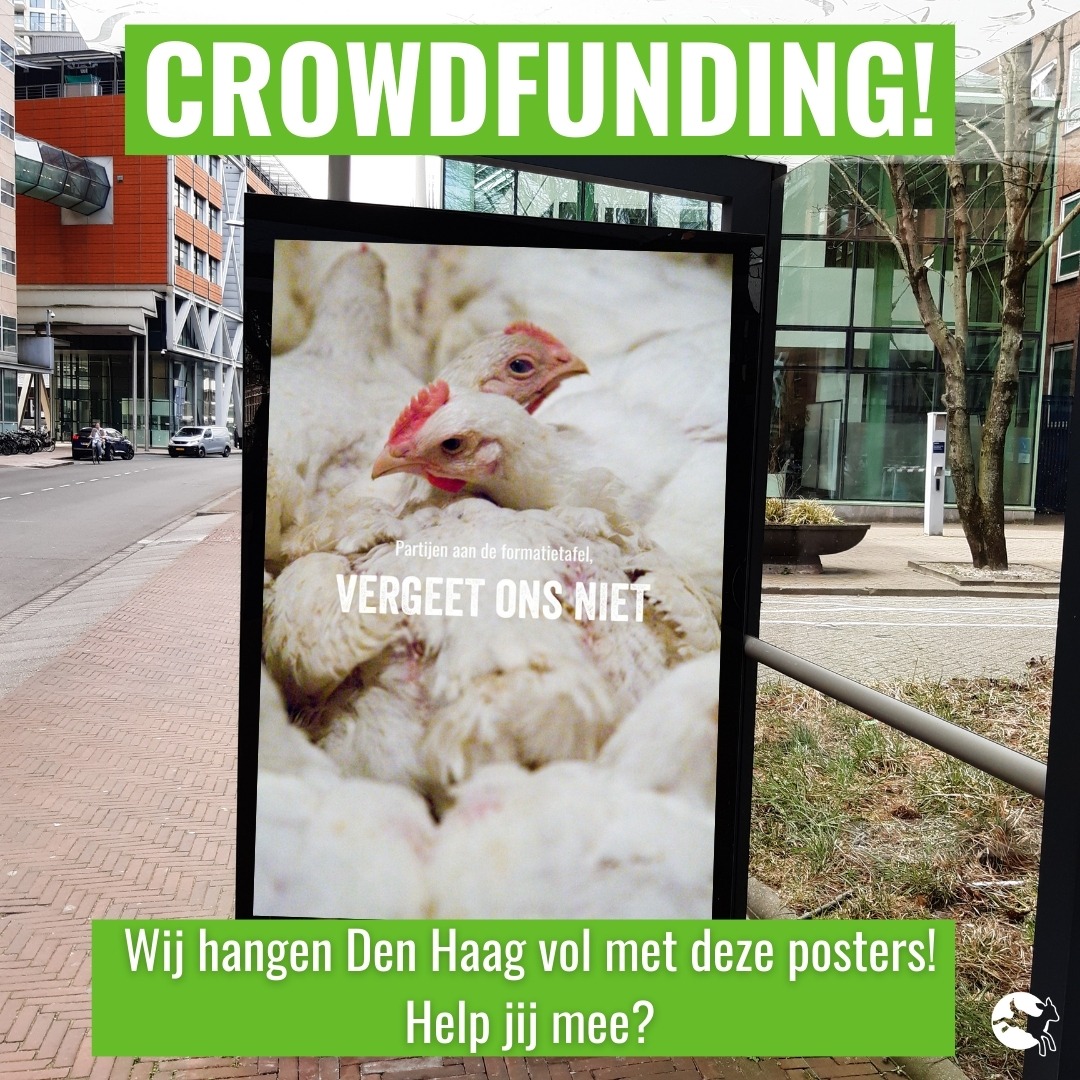 CROWDFUNDING!
Partijen aan de formatietafel,
VERGEET ONS NIET
Wij hangen Den Haag vol met deze posters!
Help jij mee?